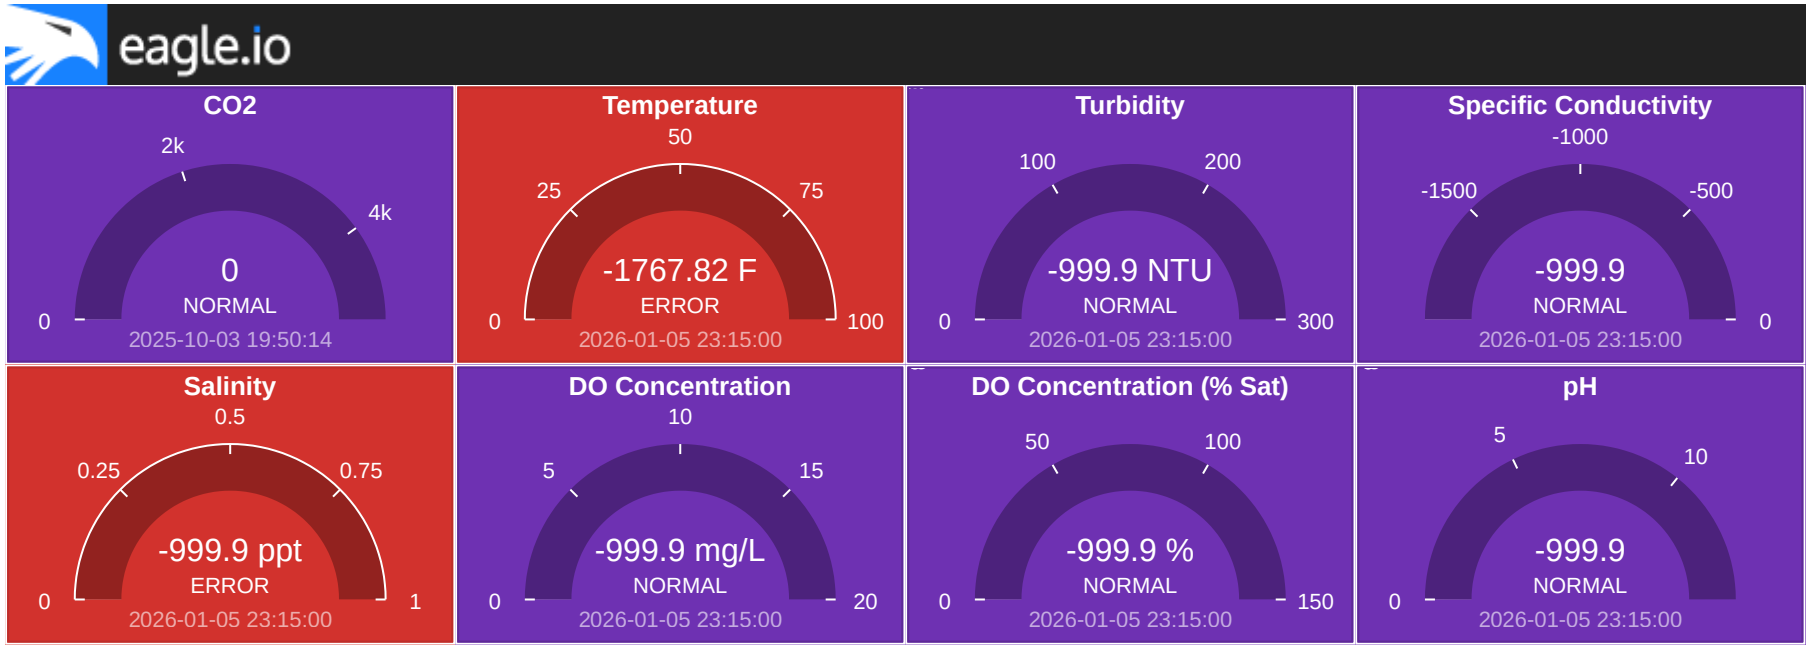 eagle.io
CO2
2k
4k
0
NORMAL
0
2025-10-03 19:50:14
Temperature
50
25
75
-1767.82 F
ERROR
0
100
2026-01-05 23:15:00
Turbidity
100
200
-999.9 NTU
NORMAL
0
300
2026-01-05 23:15:00
Specific Conductivity
-1000
-1500
-500
-999.9
NORMAL
0
2026-01-05 23:15:00
Salinity
0.5
0.25
0.75
-999.9 ppt
ERROR
0
1
2026-01-05 23:15:00
DO Concentration
10
5
15
-999.9 mg/L
NORMAL
0
20
2026-01-05 23:15:00
DO Concentration (% Sat)
50
100
-999.9 %
NORMAL
0
150
2026-01-05 23:15:00
pH
5
10
-999.9
NORMAL
0
2026-01-05 23:15:00